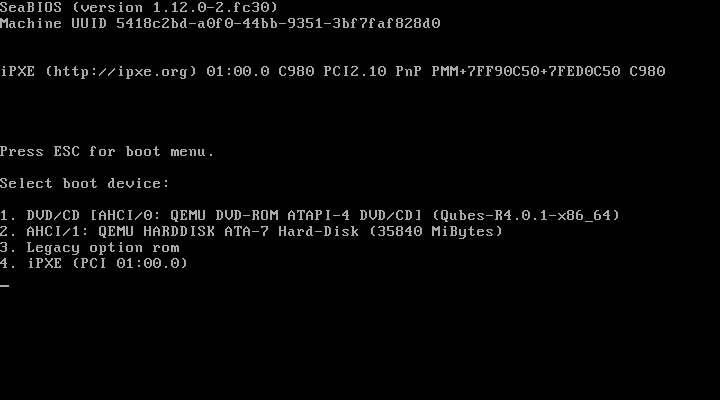 SeaBIOS (version 1.12.0-2.fc30)
Machine UUID 5418c2bd-a0f0-44bb-9351-3bf7faf828d0
iPXE (http://ipxe.org) 01:00.0 C980 PCI2.10 PnP PMM+7FF90C50+7FED0C50 C980
Press ESC for boot menu.
Select boot device:
1. DVD/CD [AHCI/0: QEMU DVD-ROM ATAPI-4 DVD/CD] (Qubes-R4.0.1-x86_64)
2. AHCI/1: QEMU HARDDISK ATA-7 Hard-Disk (35840 MiBytes)
3. Legacy option rom
4. iPXE (PCI 01:00.0)
_